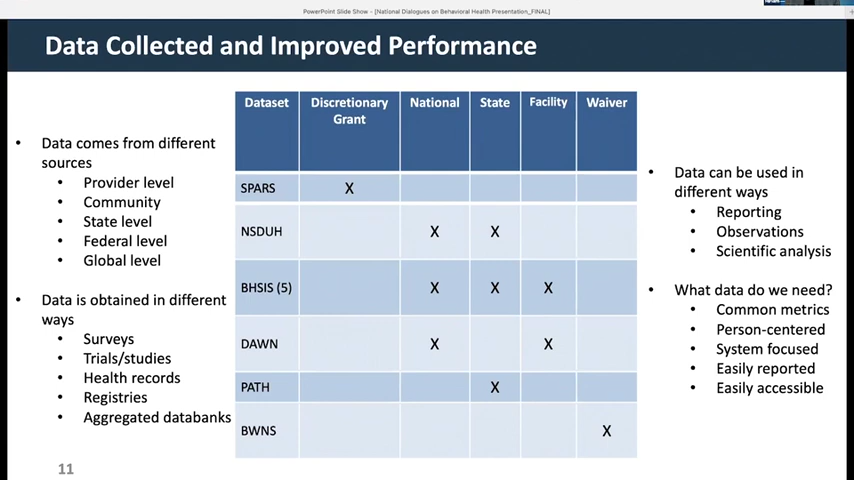 PowerPoint Slide Show - [National Dialogues on Behavioral Health Presentation_FINAL]
Data Collected and Improved Performance
• Data comes from different
sources
• Provider level
• Community
• State level
• Federal level
• Global level
• Data is obtained in different
ways
• Surveys
• Trials/studies
• Health records
• Registries
• Aggregated databanks
Dataset Discretionary Grant National State Facility Waiver
SPARS X
NSDUH X X
BHSIS (5) X X X
DAWN X X
PATH X
BWNS X
• Data can be used in
different ways
• Reporting
• Observations
• Scientific analysis
• What data do we need?
• Common metrics
• Person-centered
• System focused
• Easily reported
• Easily accessible
11